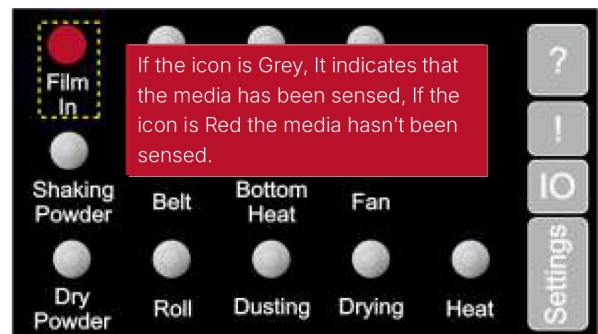 Film
In
If the icon is Grey, It indicates that
the media has been sensed, If the
icon is Red the media hasn't been
sensed.
?
!
Shaking
Powder
Belt
Bottom
Heat
Fan
IO
Dry
Powder
Roll
Dusting
Drying
Heat
Settings